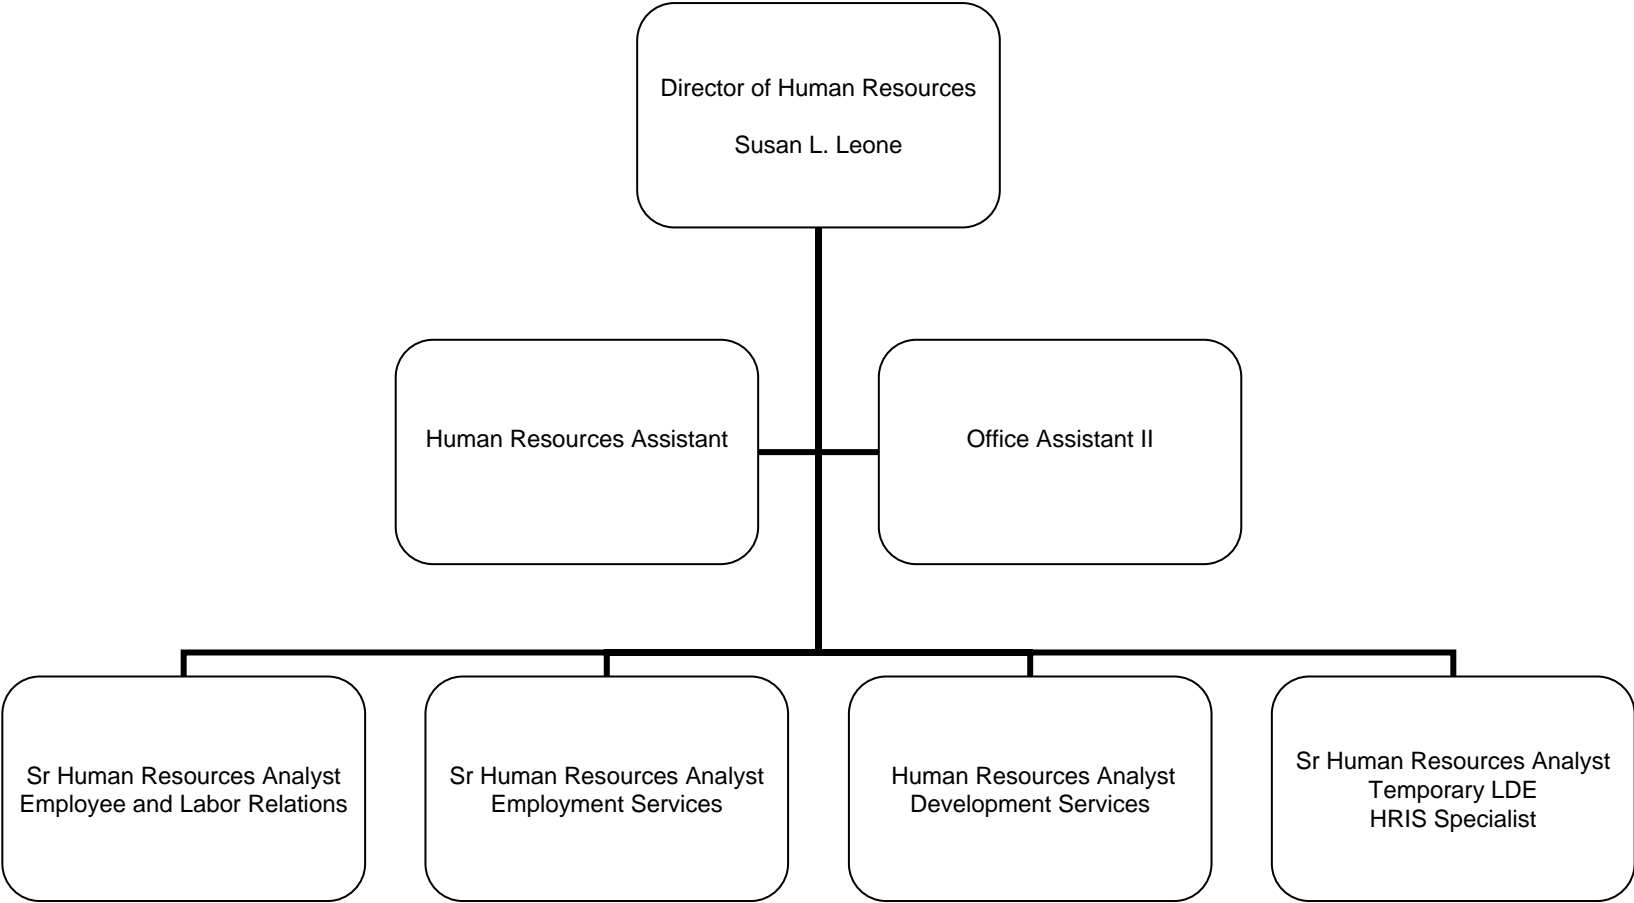 Director of Human Resources
Susan L. Leone
Human Resources Assistant
Office Assistant II
Sr Human Resources Analyst
Employee and Labor Relations
Sr Human Resources Analyst
Employment Services
Human Resources Analyst
Development Services
Sr Human Resources Analyst
Temporary LDE
HRIS Specialist